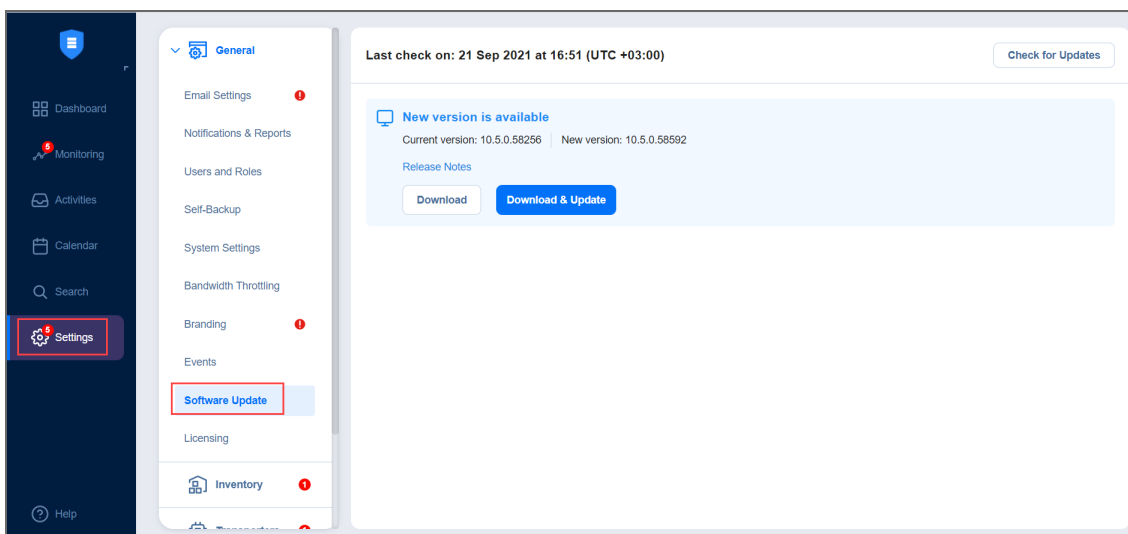 Dashboard
5
Monitoring
Activities
Calendar
Search
5
Settings
Help
General
Email Settings
Notifications & Reports
Users and Roles
Self-Backup
System Settings
Bandwidth Throttling
Branding
Events
Software Update
Licensing
Inventory 1
Last check on: 21 Sep 2021 at 16:51 (UTC +03:00)
Check for Updates
New version is available
Current version: 10.5.0.58256 New version: 10.5.0.58592
Release Notes
Download Download & Update